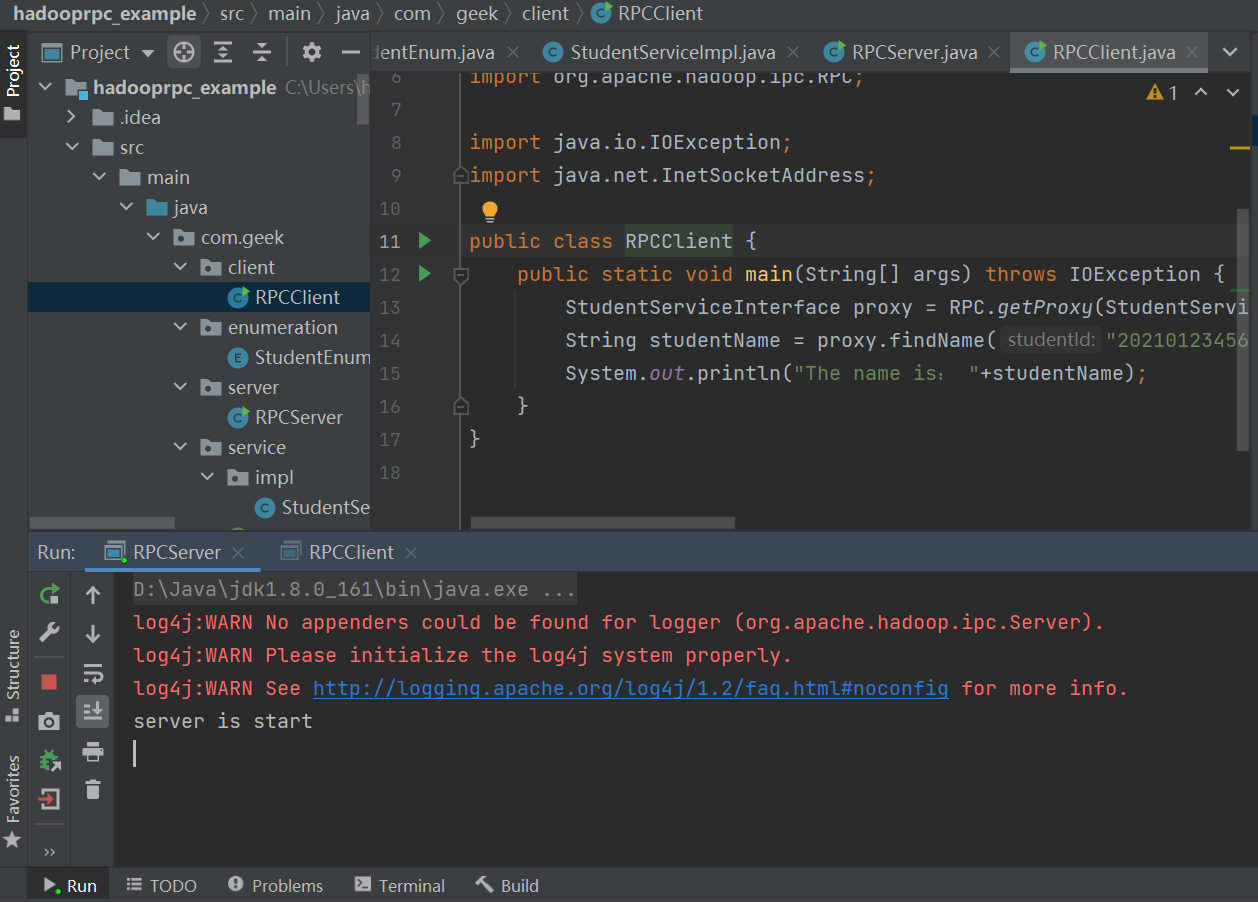 hadooprpc_example 〉 src 〉 main 〉 java 〉 com 〉 geek 〉 client 〉 RPCClient
Project
dentEnum.java StudentServiceImpl.java RPCServer.java RPCClient.java
Project
hadooprpc_example C:\Users\h
.idea
src
main
java
com.geek
client
RPCClient
enumeration
StudentEnum
server
RPCServer
service
impl
StudentSe
1
6 import org.apache.hadoop.ipc.RPC;
7
8 import java.io.IOException;
9 import java.net.InetSocketAddress;
10
11 public class RPCClient {
12 public static void main(String[] args) throws IOException {
13 StudentServiceInterface proxy = RPC.getProxy(StudentServi
14 String studentName = proxy.findName( studentId: "20210123456
15 System.out.println("The name is： "+studentName);
16 }
17 }
18
Run: RPCServer RPCClient
D:\Java\jdk1.8.0_161\bin\java.exe ...
log4j:WARN No appenders could be found for logger (org.apache.hadoop.ipc.Server).
log4j:WARN Please initialize the log4j system properly.
log4j:WARN See http://logging.apache.org/log4j/1.2/faq.html#noconfig for more info.
server is start
Structure
Favorites
Run TODO Problems Terminal Build